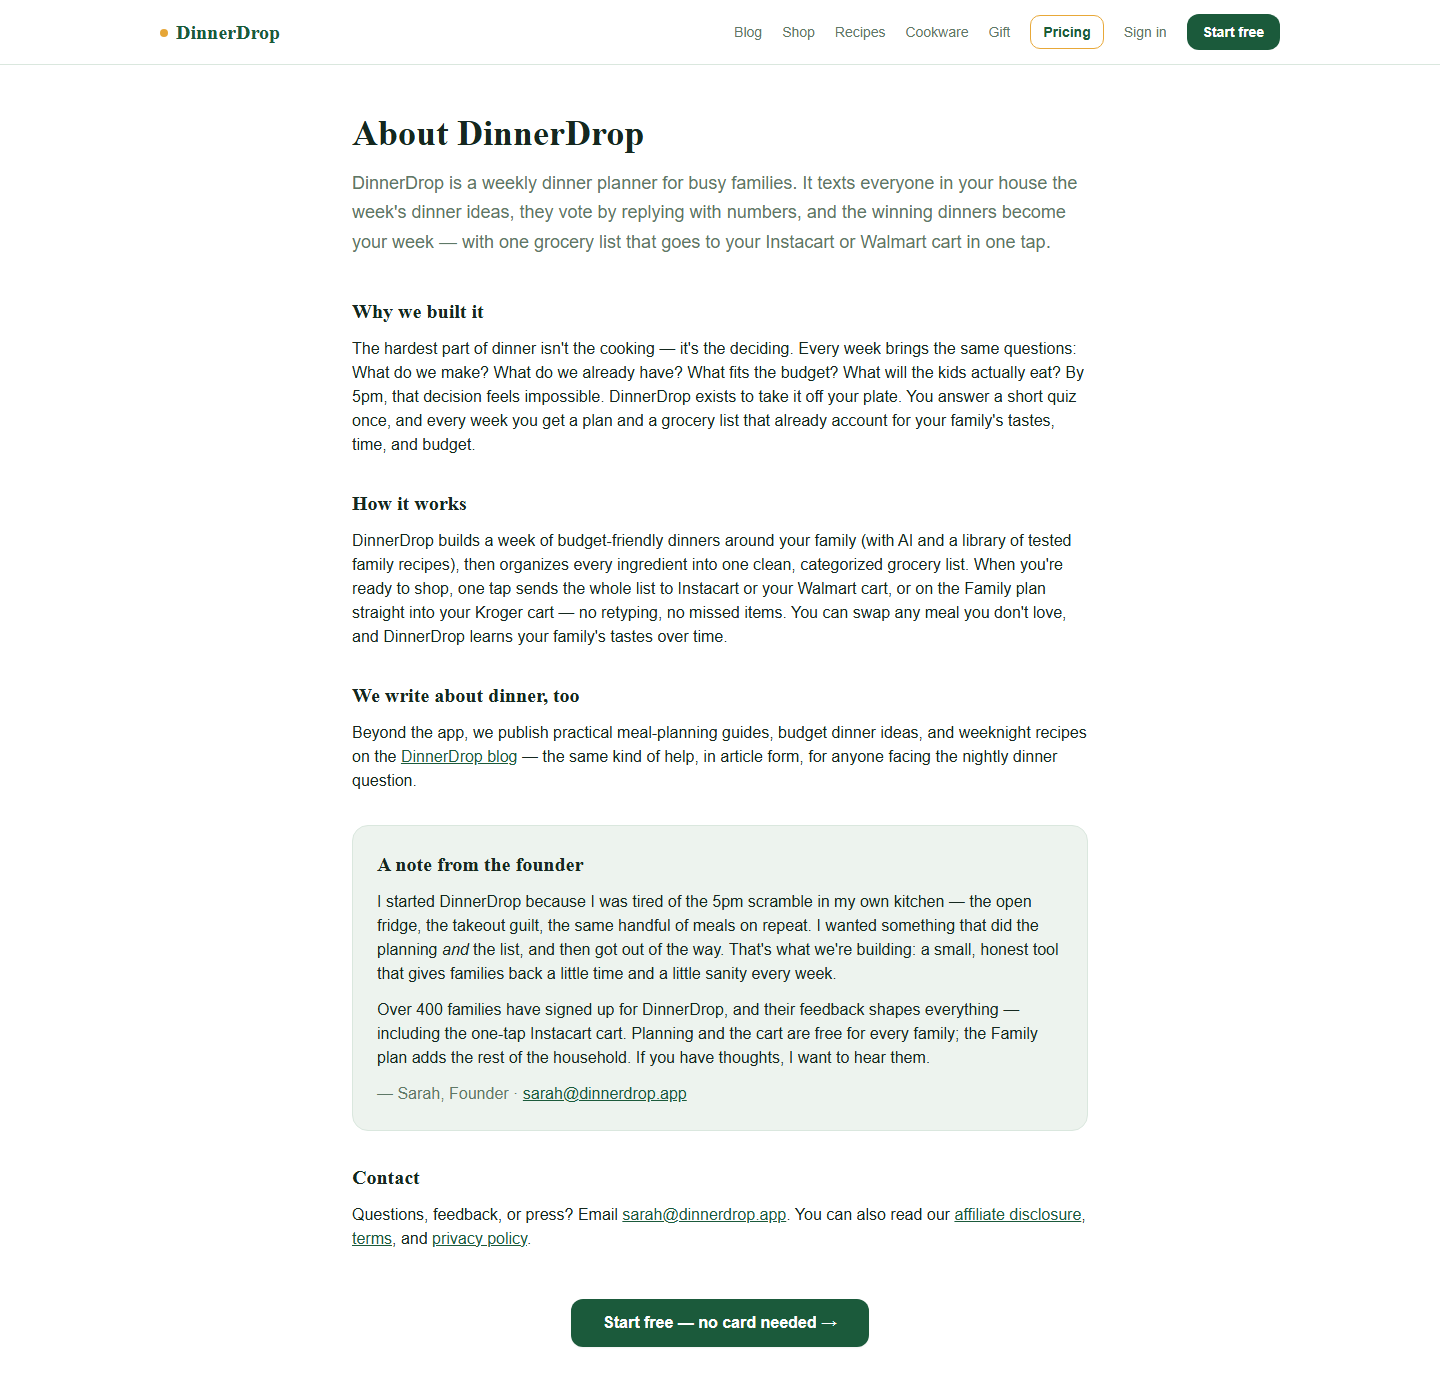 DinnerDrop
Blog
Shop
Recipes
Cookware
Gift
Pricing
Sign in
Start free
About DinnerDrop
DinnerDrop is a weekly dinner planner for busy families. It texts everyone in your house the
week's dinner ideas, they vote by replying with numbers, and the winning dinners become
your week — with one grocery list that goes to your Instacart or Walmart cart in one tap.
Why we built it
The hardest part of dinner isn't the cooking — it's the deciding. Every week brings the same questions:
What do we make? What do we already have? What fits the budget? What will the kids actually eat? By
5pm, that decision feels impossible. DinnerDrop exists to take it off your plate. You answer a short quiz
once, and every week you get a plan and a grocery list that already account for your family's tastes,
time, and budget.
How it works
DinnerDrop builds a week of budget-friendly dinners around your family (with AI and a library of tested
family recipes), then organizes every ingredient into one clean, categorized grocery list. When you're
ready to shop, one tap sends the whole list to Instacart or your Walmart cart, or on the Family plan
straight into your Kroger cart — no retyping, no missed items. You can swap any meal you don't love,
and DinnerDrop learns your family's tastes over time.
We write about dinner, too
Beyond the app, we publish practical meal-planning guides, budget dinner ideas, and weeknight recipes
on the DinnerDrop blog — the same kind of help, in article form, for anyone facing the nightly dinner
question.
A note from the founder
I started DinnerDrop because I was tired of the 5pm scramble in my own kitchen — the open
fridge, the takeout guilt, the same handful of meals on repeat. I wanted something that did the
planning and the list, and then got out of the way. That's what we're building: a small, honest tool
that gives families back a little time and a little sanity every week.
Over 400 families have signed up for DinnerDrop, and their feedback shapes everything —
including the one-tap Instacart cart. Planning and the cart are free for every family; the Family
plan adds the rest of the household. If you have thoughts, I want to hear them.
— Sarah, Founder · sarah@dinnerdrop.app
Contact
Questions, feedback, or press? Email sarah@dinnerdrop.app. You can also read our affiliate disclosure,
terms, and privacy policy.
Start free — no card needed →